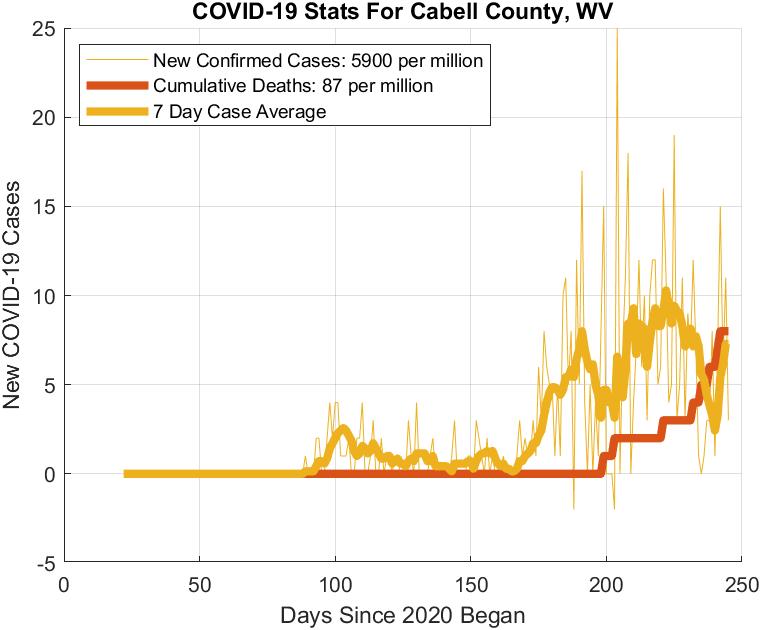 COVID-19 Stats For Cabell County, WV
New Confirmed Cases: 5900 per million
Cumulative Deaths: 87 per million
7 Day Case Average
New COVID-19 Cases
25
20
15
10
5
0
-5
0 50 100 150 200 250
Days Since 2020 Began